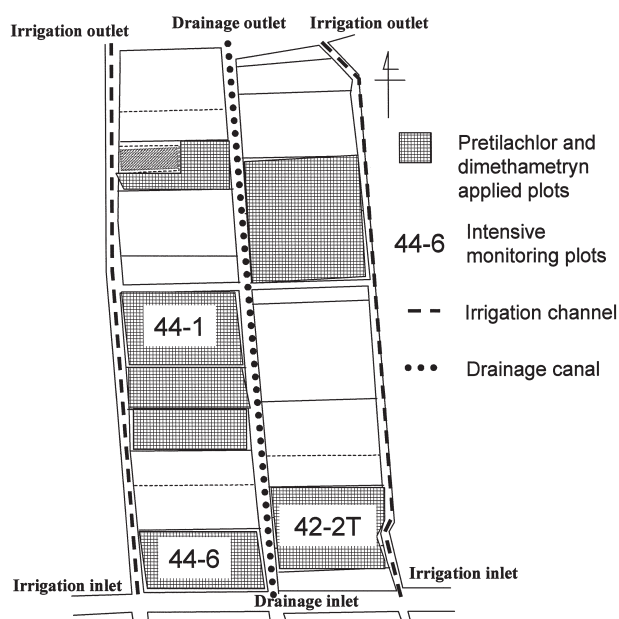 Irrigation outlet
Drainage outlet
Irrigation outlet
Pretilachlor and
dimethametryn
applied plots
44-6
Intensive
monitoring plots
Irrigation channel
Drainage canal
44-1
42-2T
44-6
Irrigation inlet
Drainage inlet
Irrigation inlet